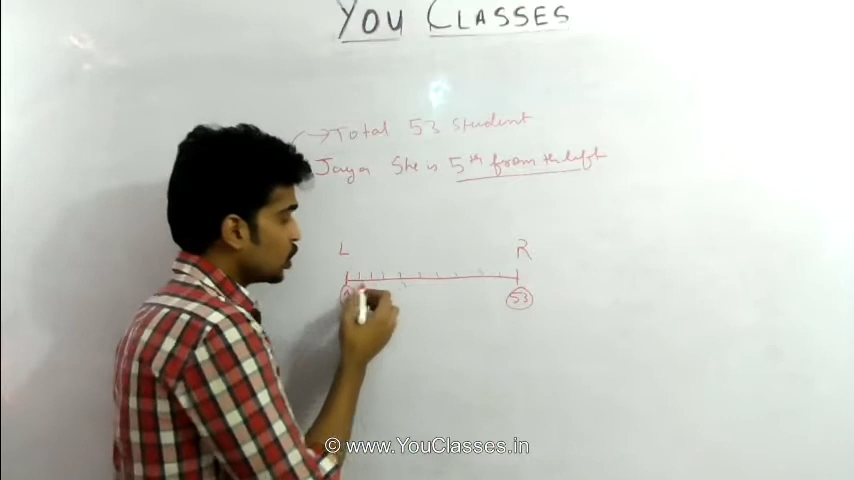 YOU CLASSES
→ Total 53 student
Jaya She is 5th from the left
L R
53
© www.YouClasses.in